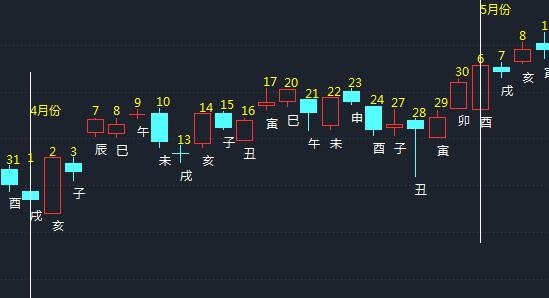 5月份
8
1
7
6
亥
寅
戌
30
23
17
20
21
22
24
27
29
28
卯
酉
申
寅
巳
午
未
酉
子
寅
丑
4月份
7
8
9
10
14
15
16
13
辰
巳
午
未
亥
子
丑
戌
31
1
2
3
酉
戌
亥
子